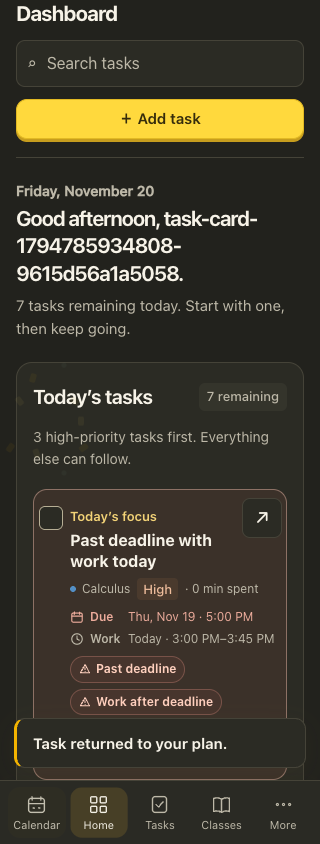 Dashboard
Search tasks
+ Add task
Friday, November 20
Good afternoon, task-card-
1794785934808-
9615d56a1a5058.
7 tasks remaining today. Start with one,
then keep going.
Today’s tasks
7 remaining
3 high-priority tasks first. Everything
else can follow.
Today’s focus
Past deadline with
work today
Calculus High · 0 min spent
Due Thu, Nov 19 · 5:00 PM
Work Today · 3:00 PM–3:45 PM
Past deadline
Work after deadline
Task returned to your plan.
Calendar Home Tasks Classes More